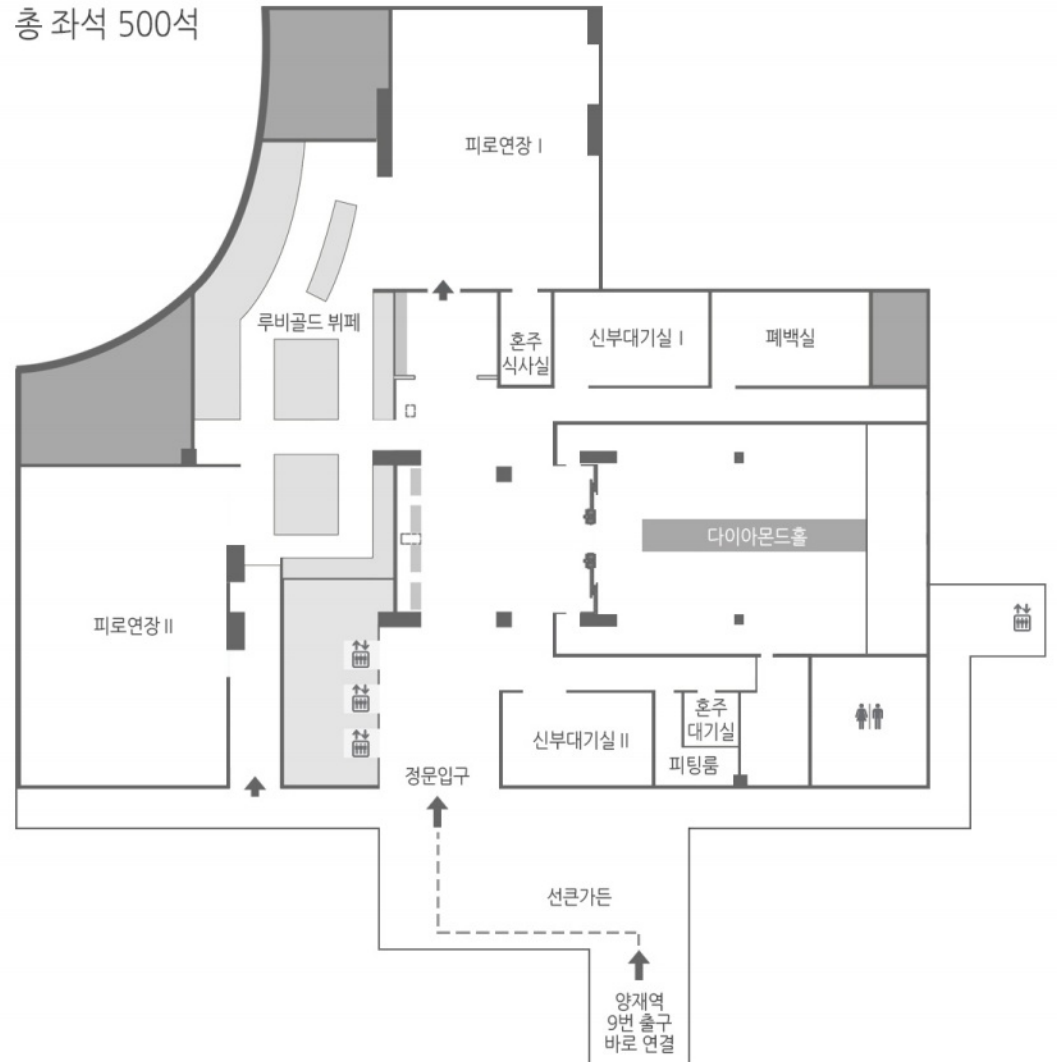 총 좌석 500석
피로연장 I
루비골드 뷔페
혼주
식사실
신부대기실 I
폐백실
다이아몬드홀
피로연장 II
혼주
대기실
신부대기실 II
피팅룸
정문입구
선큰가든
양재역
9번 출구
바로 연결